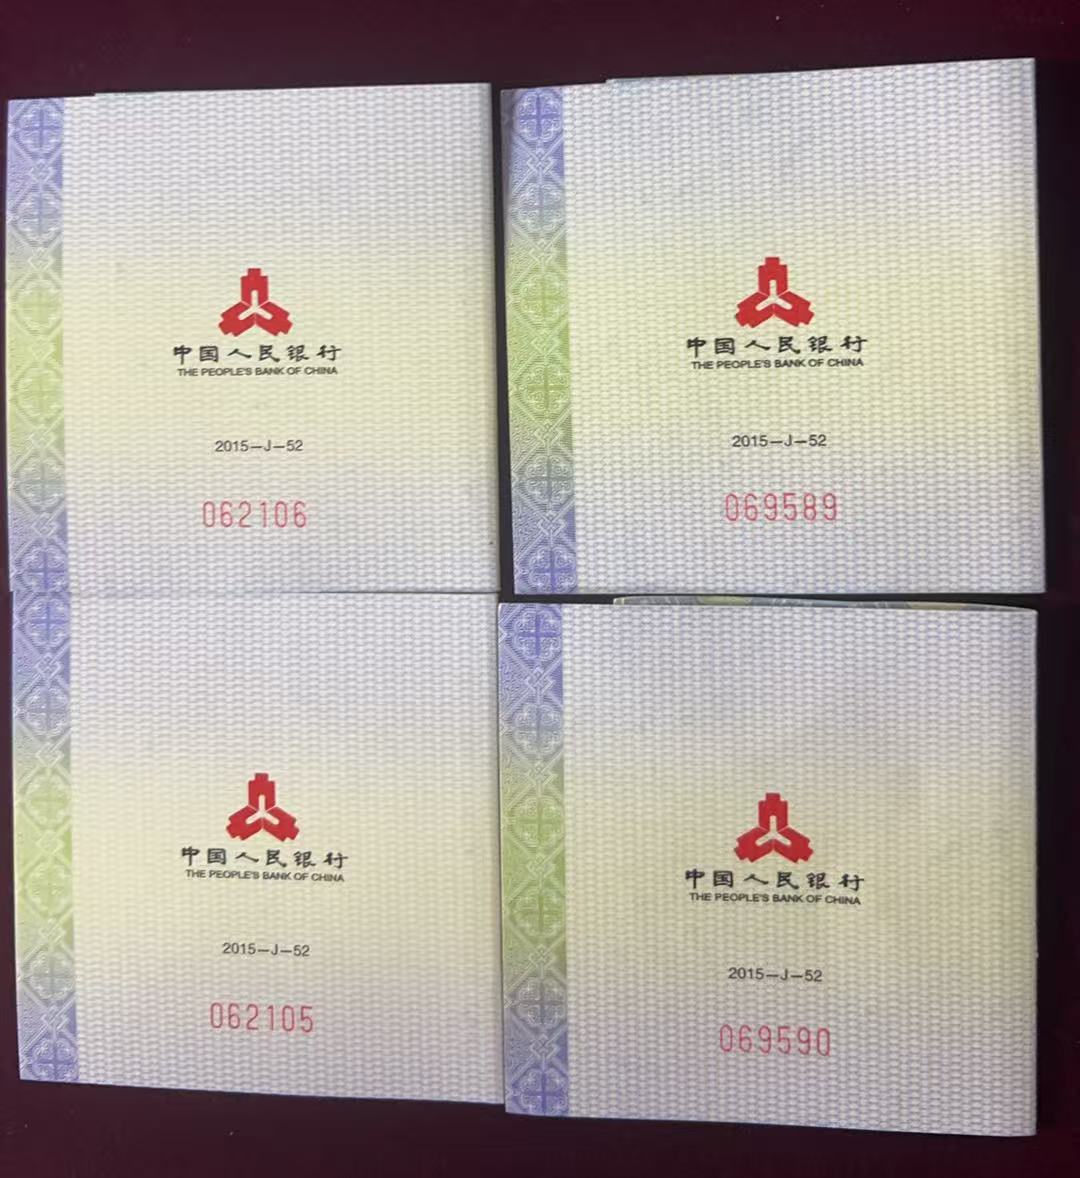 中国人民银行
THE PEOPLE'S BANK OF CHINA
2015—J—52
062106
中国人民银行
THE PEOPLE'S BANK OF CHINA
2015—J—52
069589
中国人民银行
THE PEOPLE'S BANK OF CHINA
2015—J—52
062105
中国人民银行
THE PEOPLE'S BANK OF CHINA
2015—J—52
069590